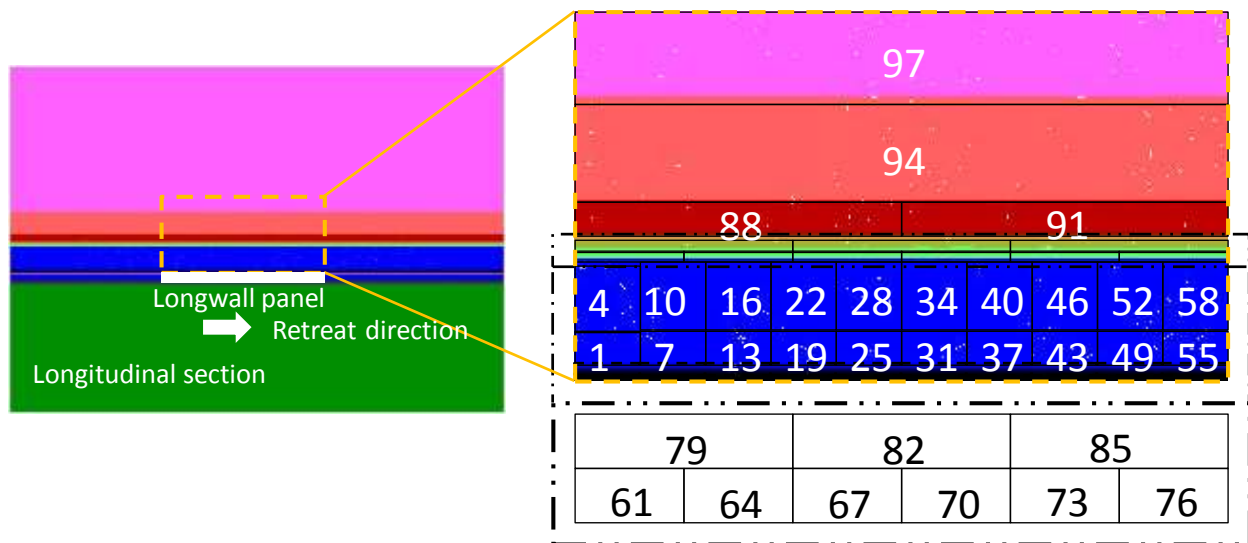 Longwall panel
Retreat direction
Longitudinal section
97
94
88 91
4 10 16 22 28 34 40 46 52 58
1 7 13 19 25 31 37 43 49 55
79 82 85
61 64 67 70 73 76